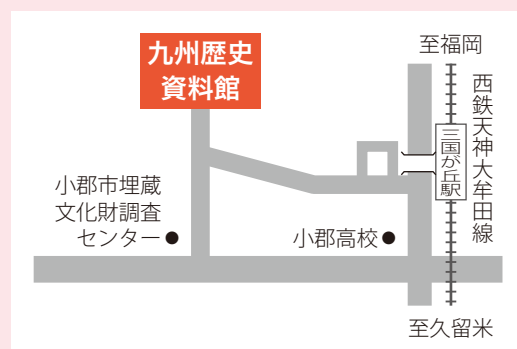 九州歴史
資料館
至福岡
西鉄天神大牟田線
三国が丘駅
小郡市埋蔵
文化財調査
センター
小郡高校
至久留米